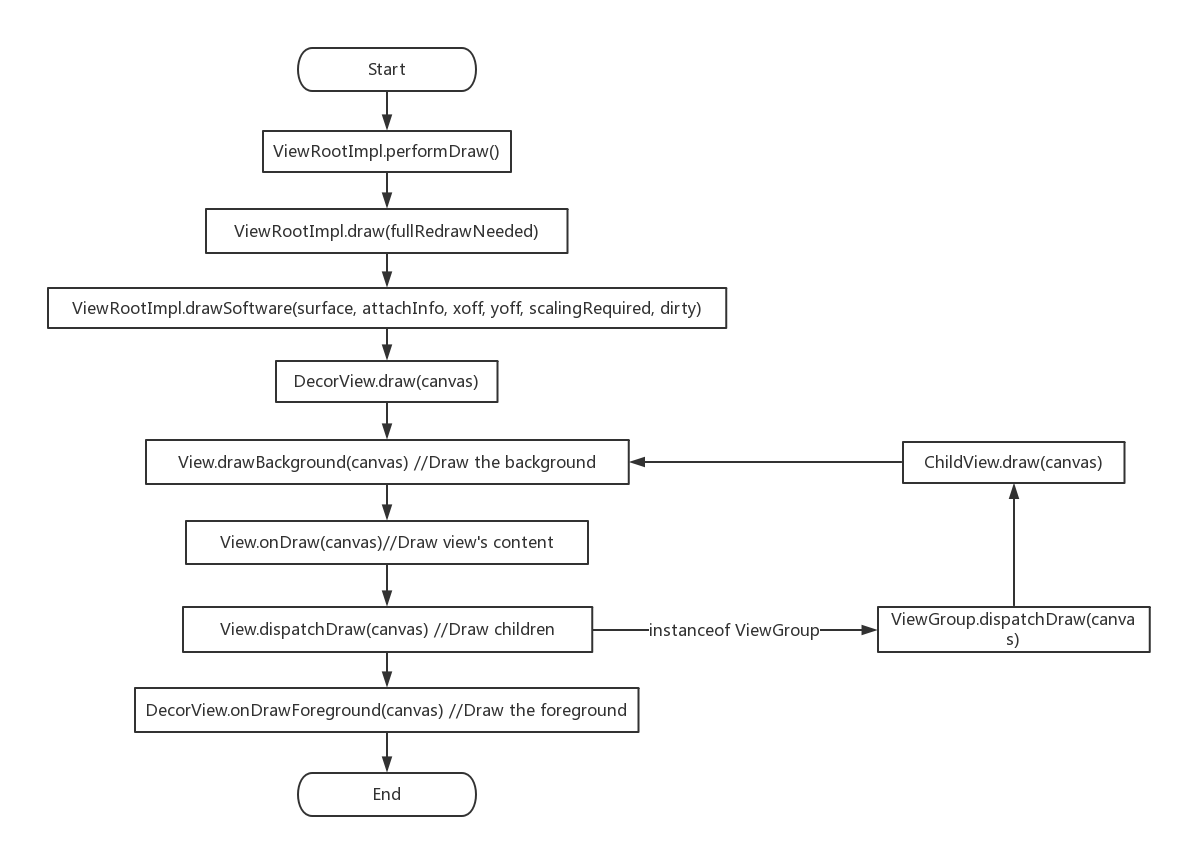 Start
ViewRootImpl.performDraw()
ViewRootImpl.draw(fullRedrawNeeded)
ViewRootImpl.drawSoftware(surface, attachInfo, xoff, yoff, scalingRequired, dirty)
DecorView.draw(canvas)
View.drawBackground(canvas) //Draw the background
ChildView.draw(canvas)
View.onDraw(canvas)//Draw view's content
View.dispatchDraw(canvas) //Draw children
instanceof ViewGroup
ViewGroup.dispatchDraw(canva
s)
DecorView.onDrawForeground(canvas) //Draw the foreground
End